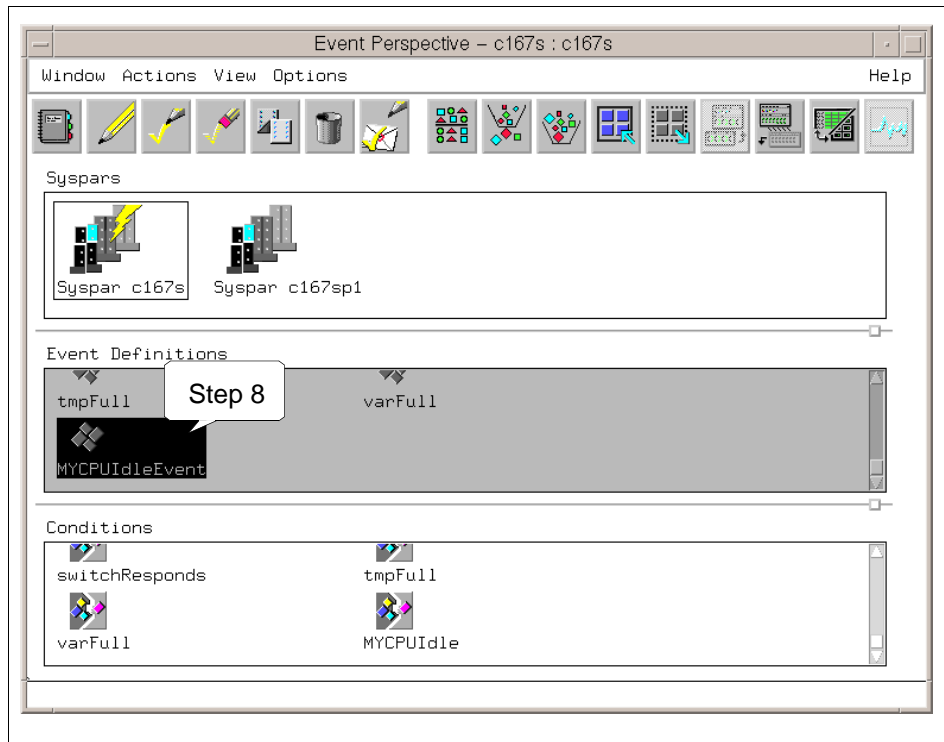 Event Perspective – c167s : c167s
Window Actions View Options Help
Syspars
Syspar c167s Syspar c167sp1
Event Definitions
tmpFull varFull
Step 8
MYCPUIdleEvent
Conditions
switchResponds tmpFull
varFull MYCPUIdle